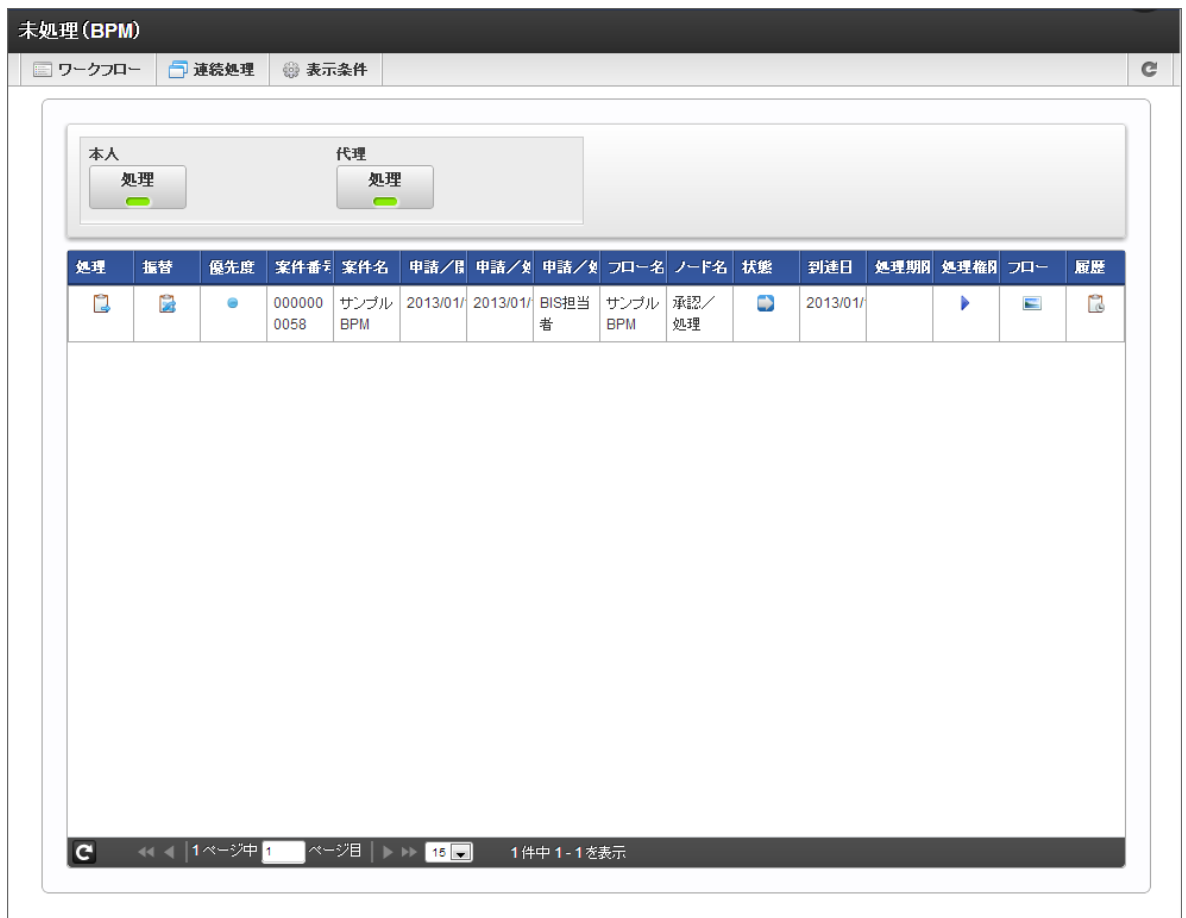 未処理(BPM)
ワークフロー 連続処理 表示条件
本人 代理
処理 処理
処理 振替 優先度 案件番号 案件名 申請/ 申請/ 申請/ フロー名 ノード名 状態 到達日 処理期限 処理権限 フロー 履歴
000000 サンプル 2013/01/ 2013/01/ BIS担当 サンプル 承認/ 2013/01/
0058 BPM 者 BPM 処理
1 ページ中 1 ページ目 15 1 件中 1 - 1 を表示